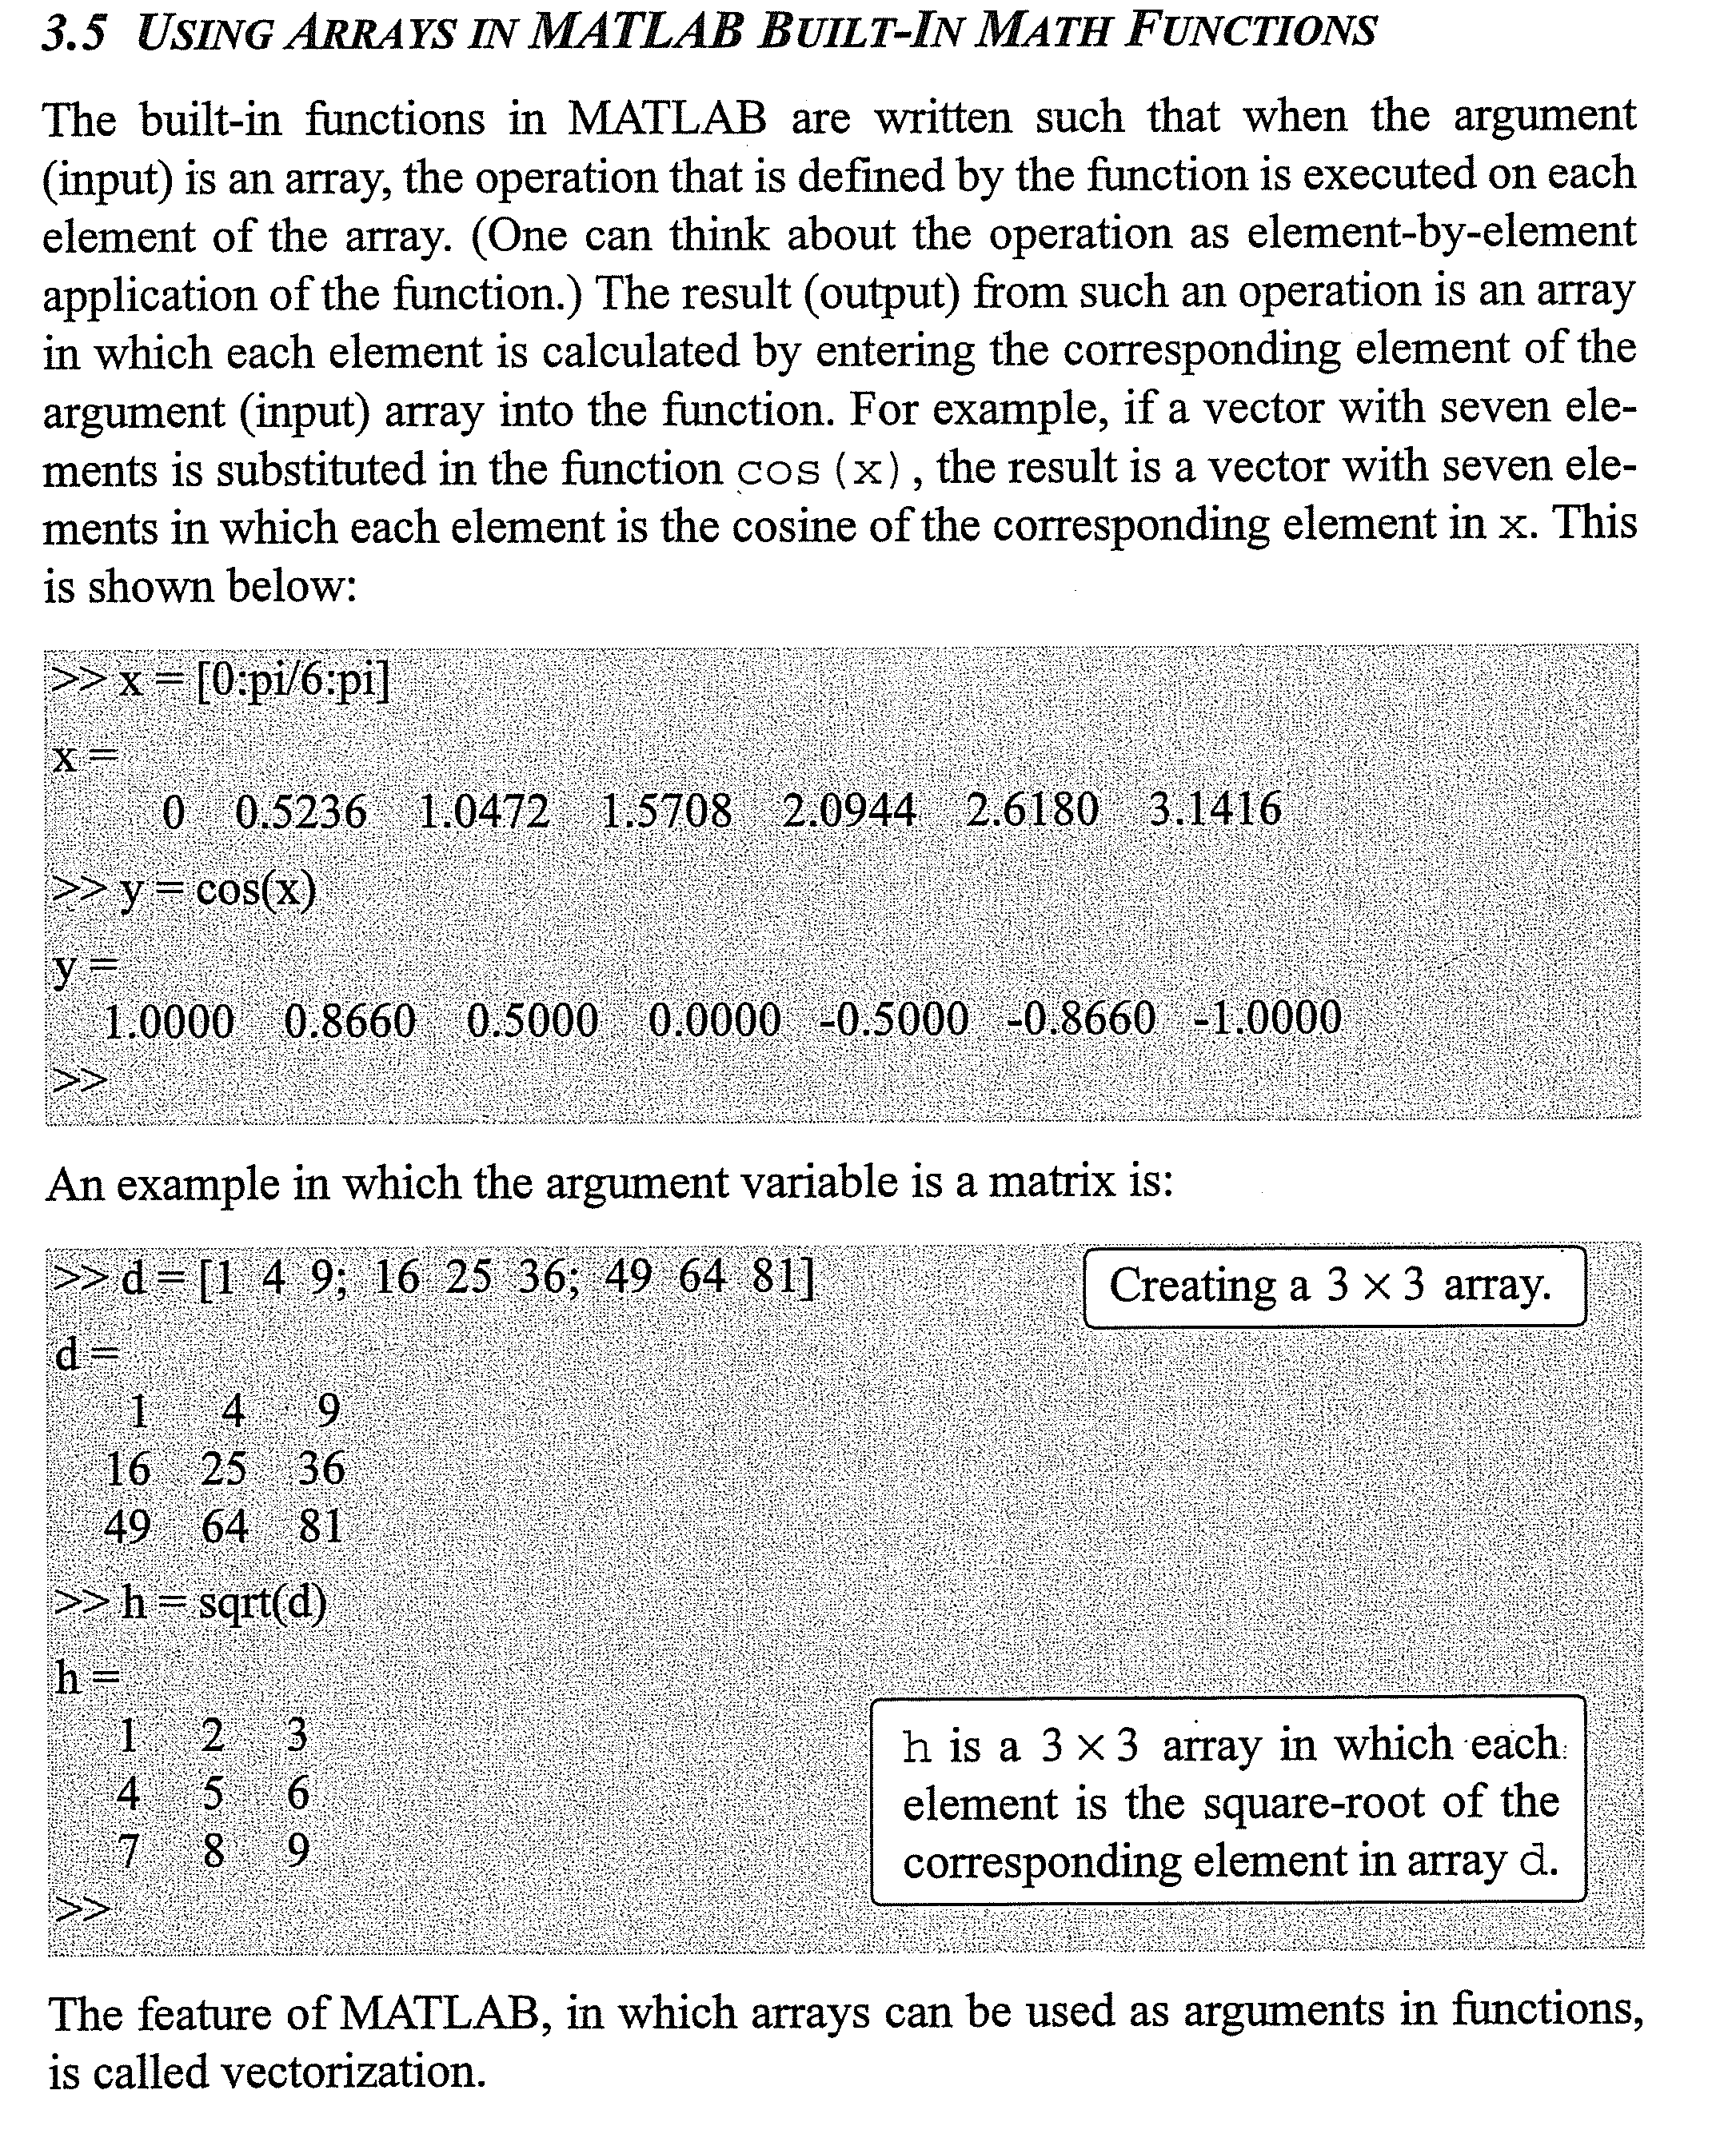 3.5 USING ARRAYS IN MATLAB BUILT-IN MATH FUNCTIONS
The built-in functions in MATLAB are written such that when the argument
(input) is an array, the operation that is defined by the function is executed on each
element of the array. (One can think about the operation as element-by-element
application of the function.) The result (output) from such an operation is an array
in which each element is calculated by entering the corresponding element of the
argument (input) array into the function. For example, if a vector with seven ele-
ments is substituted in the function cos(x), the result is a vector with seven ele-
ments in which each element is the cosine of the corresponding element in x. This
is shown below:
>> x = [0:pi/6:pi]
x =
0 0.5236 1.0472 1.5708 2.0944 2.6180 3.1416
>> y = cos(x)
y =
1.0000 0.8660 0.5000 0.0000 -0.5000 -0.8660 -1.0000
>>
An example in which the argument variable is a matrix is:
>> d = [1 4 9; 16 25 36; 49 64 81]
Creating a 3 × 3 array.
d =
1 4 9
16 25 36
49 64 81
>> h = sqrt(d)
h =
1 2 3
4 5 6
7 8 9
h is a 3 × 3 array in which each
element is the square-root of the
corresponding element in array d.
>>
The feature of MATLAB, in which arrays can be used as arguments in functions,
is called vectorization.